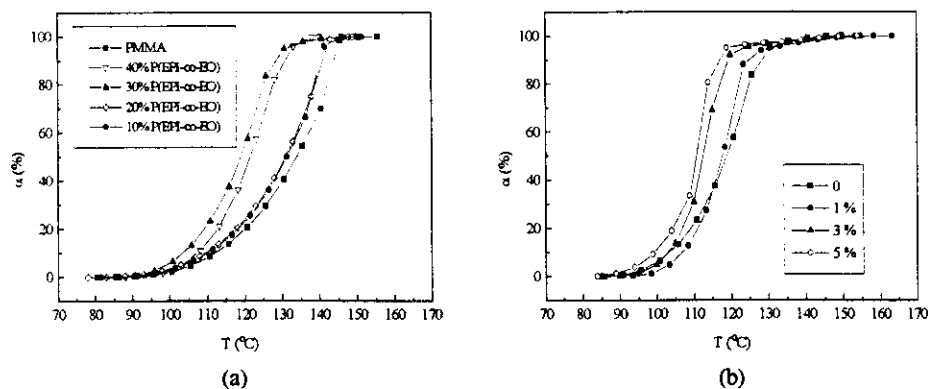 100
80
60
40
20
0
α (%)
PMMA
40% P(EPI-co-EO)
30% P(EPI-co-EO)
20% P(EPI-co-EO)
10% P(EPI-co-EO)
70 80 90 100 110 120 130 140 150 160 170
T (°C)
(a)
100
80
60
40
20
0
α (%)
0
1 %
3 %
5 %
70 80 90 100 110 120 130 140 150 160 170
T (°C)
(b)